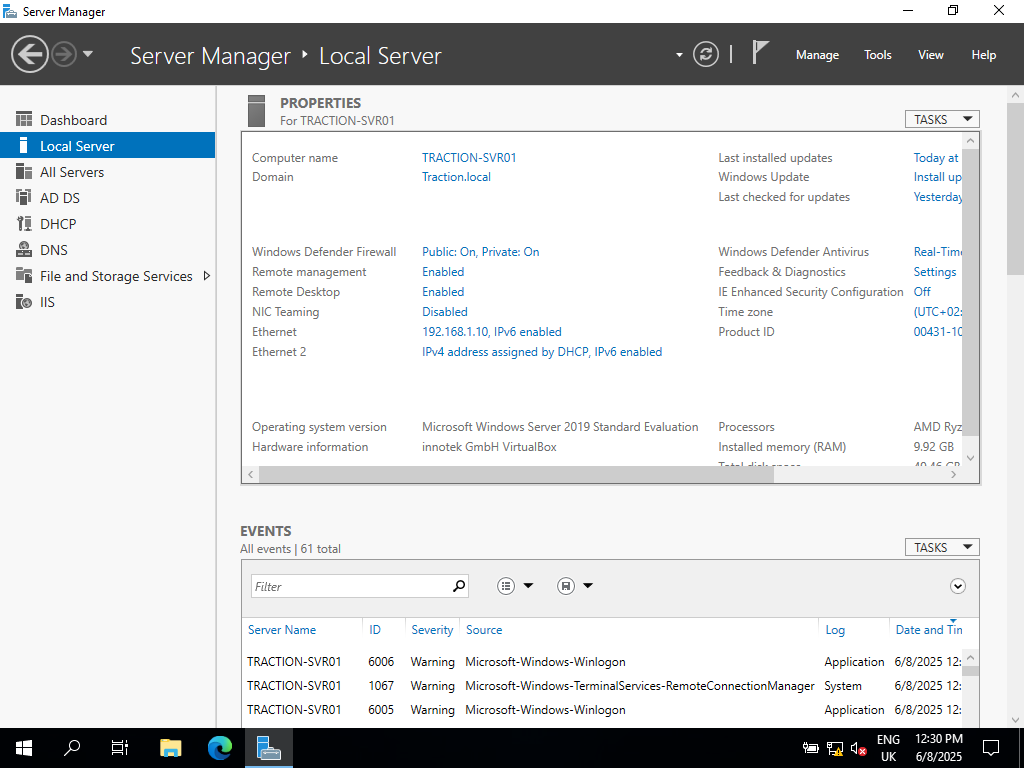 Server Manager
Server Manager ‣ Local Server
Manage Tools View Help
Dashboard
Local Server
All Servers
AD DS
DHCP
DNS
File and Storage Services
IIS
PROPERTIES
For TRACTION-SVR01
TASKS
Computer name TRACTION-SVR01 Last installed updates Today at
Domain Traction.local Windows Update Install up
Last checked for updates Yesterday
Windows Defender Firewall Public: On, Private: On Windows Defender Antivirus Real-Time
Remote management Enabled Feedback & Diagnostics Settings
Remote Desktop Enabled IE Enhanced Security Configuration Off
NIC Teaming Disabled Time zone (UTC+02:
Ethernet 192.168.1.10, IPv6 enabled Product ID 00431-10
Ethernet 2 IPv4 address assigned by DHCP, IPv6 enabled
Operating system version Microsoft Windows Server 2019 Standard Evaluation Processors AMD Ryz
Hardware information innotek GmbH VirtualBox Installed memory (RAM) 9.92 GB
Total disk space 49.46 GB
EVENTS
All events | 61 total
TASKS
Filter
Server Name ID Severity Source Log Date and Tim
TRACTION-SVR01 6006 Warning Microsoft-Windows-Winlogon Application 6/8/2025 12:
TRACTION-SVR01 1067 Warning Microsoft-Windows-TerminalServices-RemoteConnectionManager System 6/8/2025 12:
TRACTION-SVR01 6005 Warning Microsoft-Windows-Winlogon Application 6/8/2025 12:
ENG
UK
12:30 PM
6/8/2025